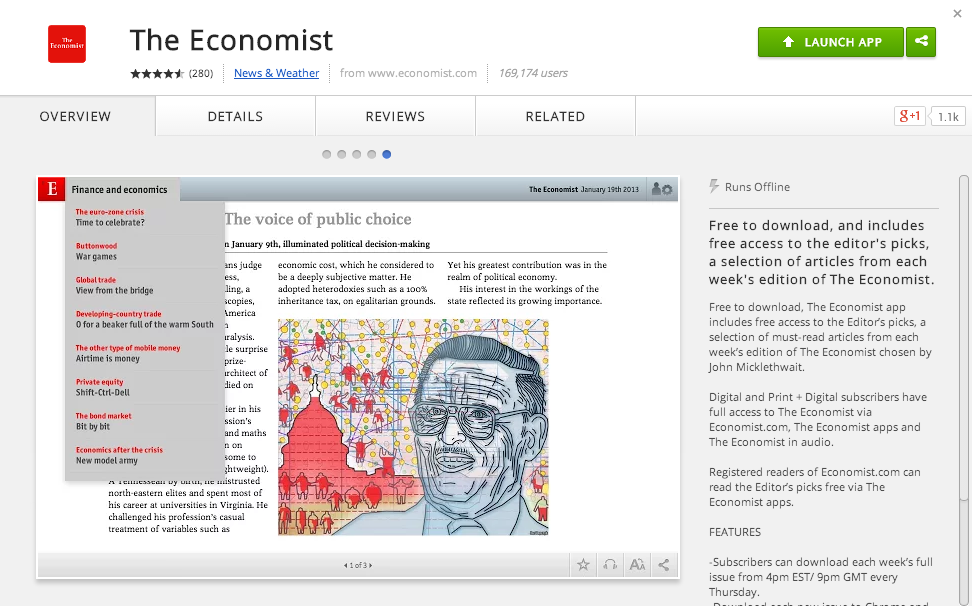 The Economist
The Economist
(280)
News & Weather
from www.economist.com
169,174 users
LAUNCH APP
OVERVIEW
DETAILS
REVIEWS
RELATED
g+1
1.1k
E
Finance and economics
The Economist January 19th 2013
The euro-zone crisis
Time to celebrate?
Buttonwood
War games
Global trade
View from the bridge
Developing-country trade
O for a beaker full of the warm South
The other type of mobile money
Airtime is money
Private equity
Shift-Ctrl-Dell
The bond market
Bit by bit
Economics after the crisis
New model army
The voice of public choice
n January 9th, illuminated political decision-making
ans judge
ess,
ling, a
scopies,
America
n
aralysis.
le surprise
prize-
rchitect of
died on
ier in his
ssion's
and maths
n on
some to
ghtweight).
A Tennessean by birth, he mistrusted
north-eastern elites and spent most of
his career at universities in Virginia. He
challenged his profession's casual
treatment of variables such as
economic cost, which he considered to
be a deeply subjective matter. He
adopted heterodoxies such as a 100%
inheritance tax, on egalitarian grounds.
Yet his greatest contribution was in the
realm of political economy.
His interest in the workings of the
state reflected its growing importance.
1 of 3
Runs Offline
Free to download, and includes
free access to the editor's picks,
a selection of articles from each
week's edition of The Economist.
Free to download, The Economist app
includes free access to the Editor's picks, a
selection of must-read articles from each
week's edition of The Economist chosen by
John Micklethwait.
Digital and Print + Digital subscribers have
full access to The Economist via
Economist.com, The Economist apps and
The Economist in audio.
Registered readers of Economist.com can
read the Editor's picks free via The
Economist apps.
FEATURES
-Subscribers can download each week's full
issue from 4pm EST/ 9pm GMT every
Thursday.
-Download each new issue to Chrome and